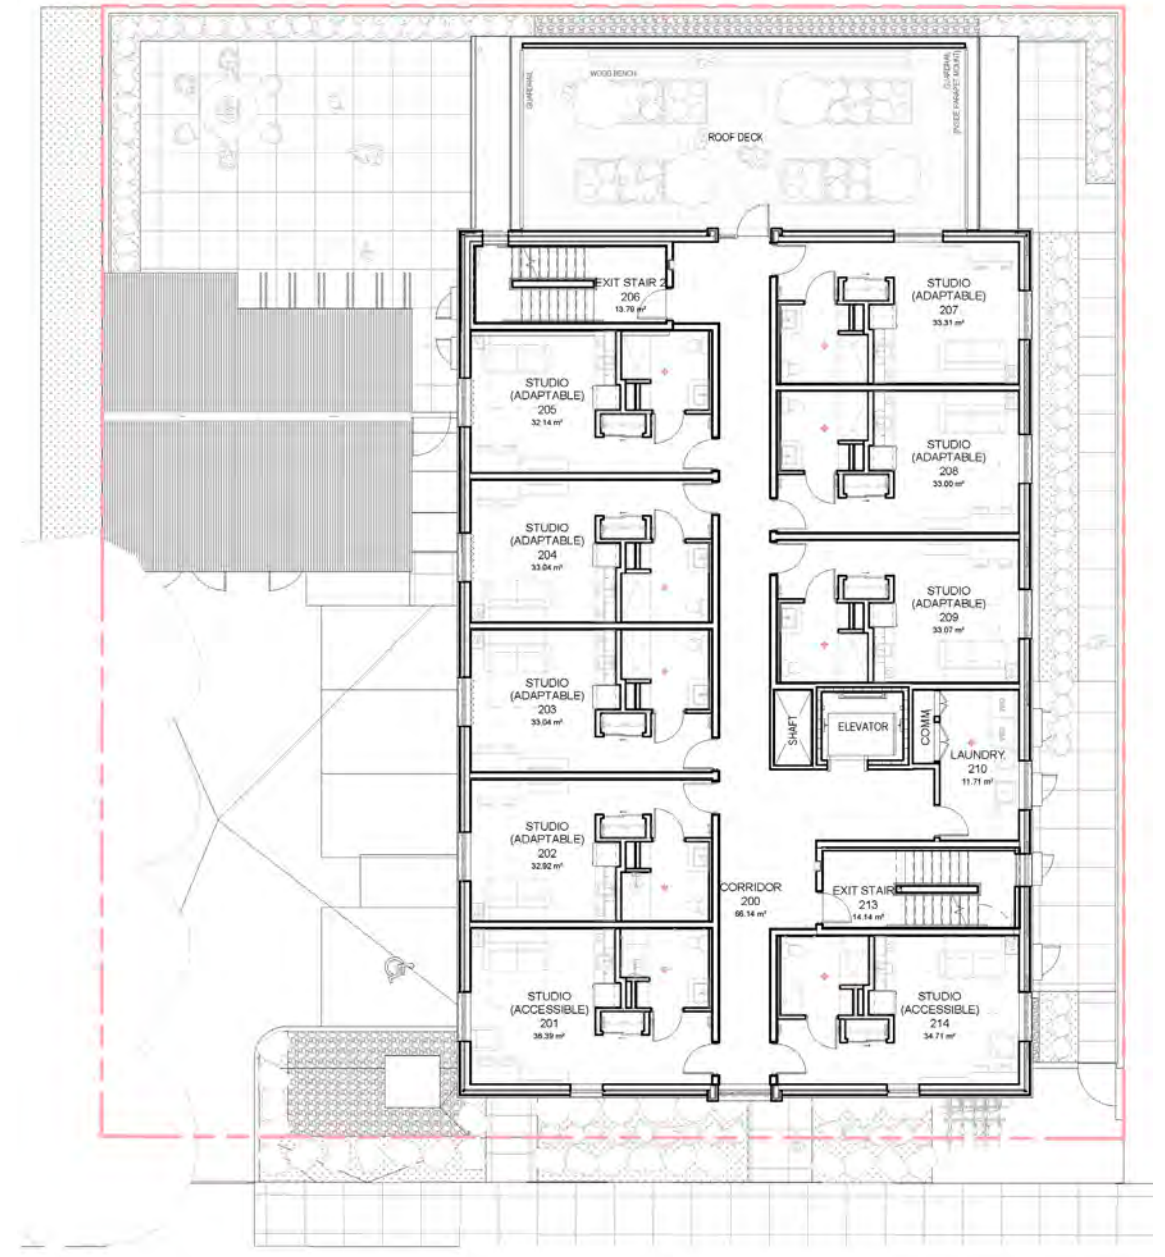 WOOD BENCH
GUARDRAIL
GUARDRAIL
(INSIDE PARAPET MOUNT)
ROOF DECK
EXIT STAIR 2
206
13.79 m²
STUDIO
(ADAPTABLE)
207
33.31 m²
STUDIO
(ADAPTABLE)
205
32.14 m²
STUDIO
(ADAPTABLE)
208
33.00 m²
STUDIO
(ADAPTABLE)
204
33.04 m²
STUDIO
(ADAPTABLE)
209
33.07 m²
STUDIO
(ADAPTABLE)
203
33.04 m²
SHAFT
ELEVATOR
COMM
LAUNDRY
210
11.71 m²
STUDIO
(ADAPTABLE)
202
32.92 m²
CORRIDOR
200
66.14 m²
EXIT STAIR
213
14.14 m²
STUDIO
(ACCESSIBLE)
201
STUDIO
(ACCESSIBLE)
214
34.71 m²